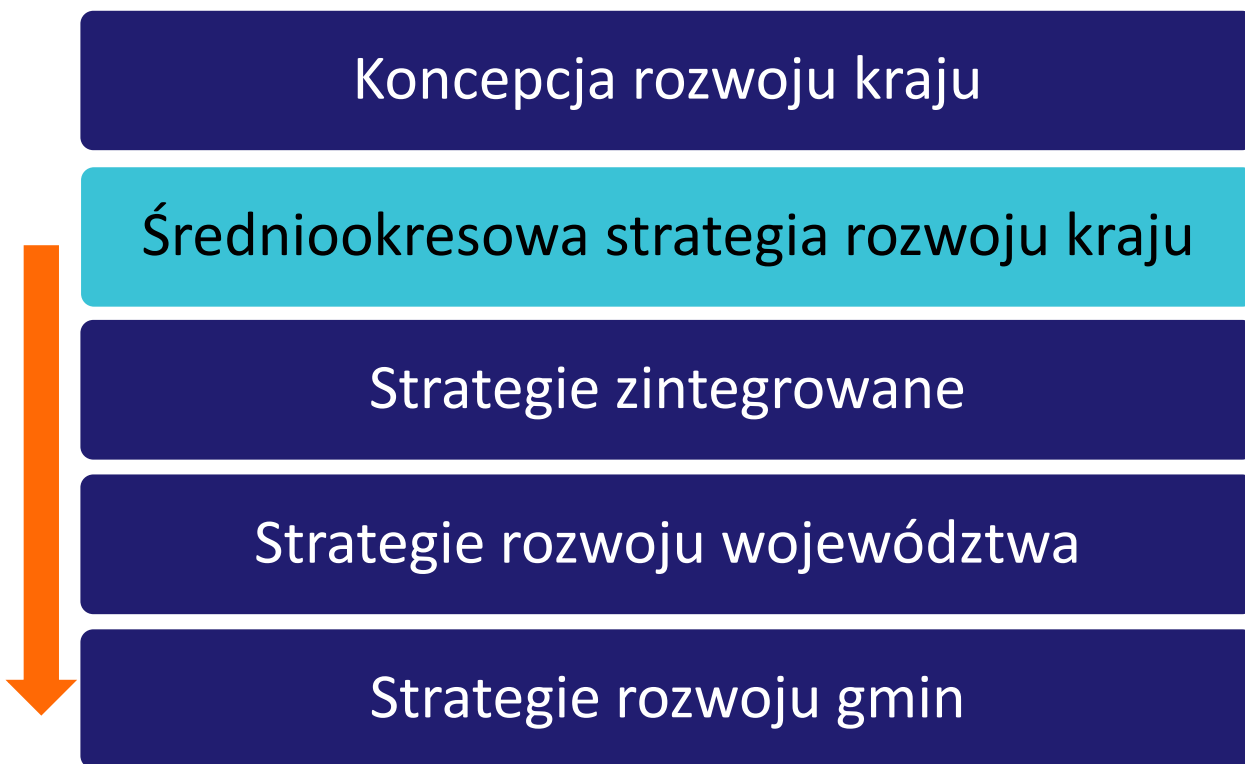 Koncepcja rozwoju kraju
Średniookresowa strategia rozwoju kraju
Strategie zintegrowane
Strategie rozwoju województwa
Strategie rozwoju gmin